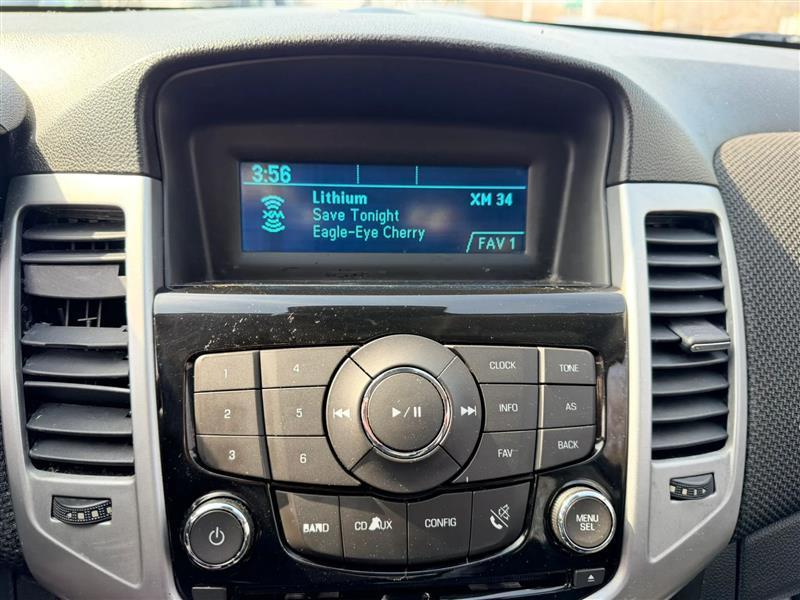 3:56
Lithium XM 34
XM
Save Tonight
Eagle-Eye Cherry
FAV 1
1 4 CLOCK TONE
2 5 INFO AS
3 6 FAV BACK
BAND CD AUX CONFIG
MENU
SEL